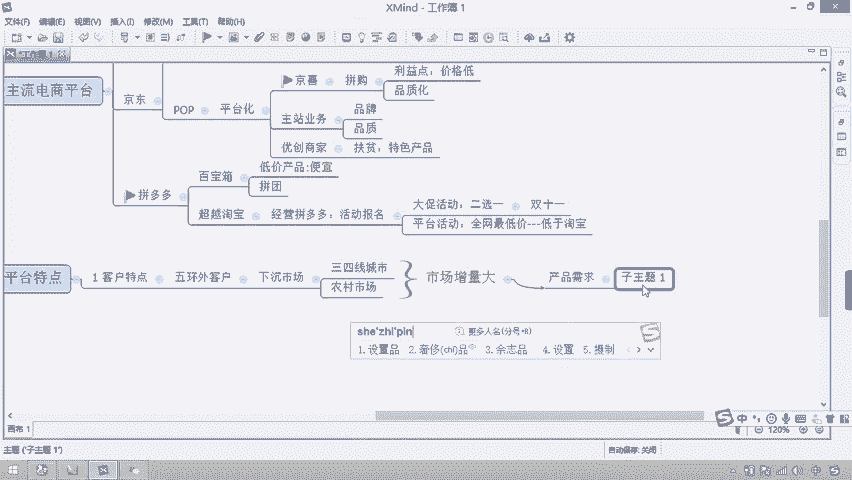 XMind - 工作簿 1
文件(F) 编辑(E) 视图(V) 插入(I) 修改(M) 工具(T) 帮助(H)
*工作簿 1
主流电商平台
京东
POP
平台化
京喜
拼购
利益点：价格低
品质化
主站业务
品牌
品质
优创商家
扶贫，特色产品
拼多多
百宝箱
低价产品:便宜
拼团
超越淘宝
经营拼多多：活动报名
大促活动：二选一
双十一
平台活动：全网最低价---低于淘宝
平台特点
1 客户特点
五环外客户
下沉市场
三四线城市
农村市场
市场增量大
产品需求
子主题 1
she'zhi'pin
更多人名(分号+R)
1.设置品 2.奢侈(chǐ)品 3.佘志品 4.设置 5.摄制
画布 1
120%
主题 ('子主题 1')
自动保存: 关闭